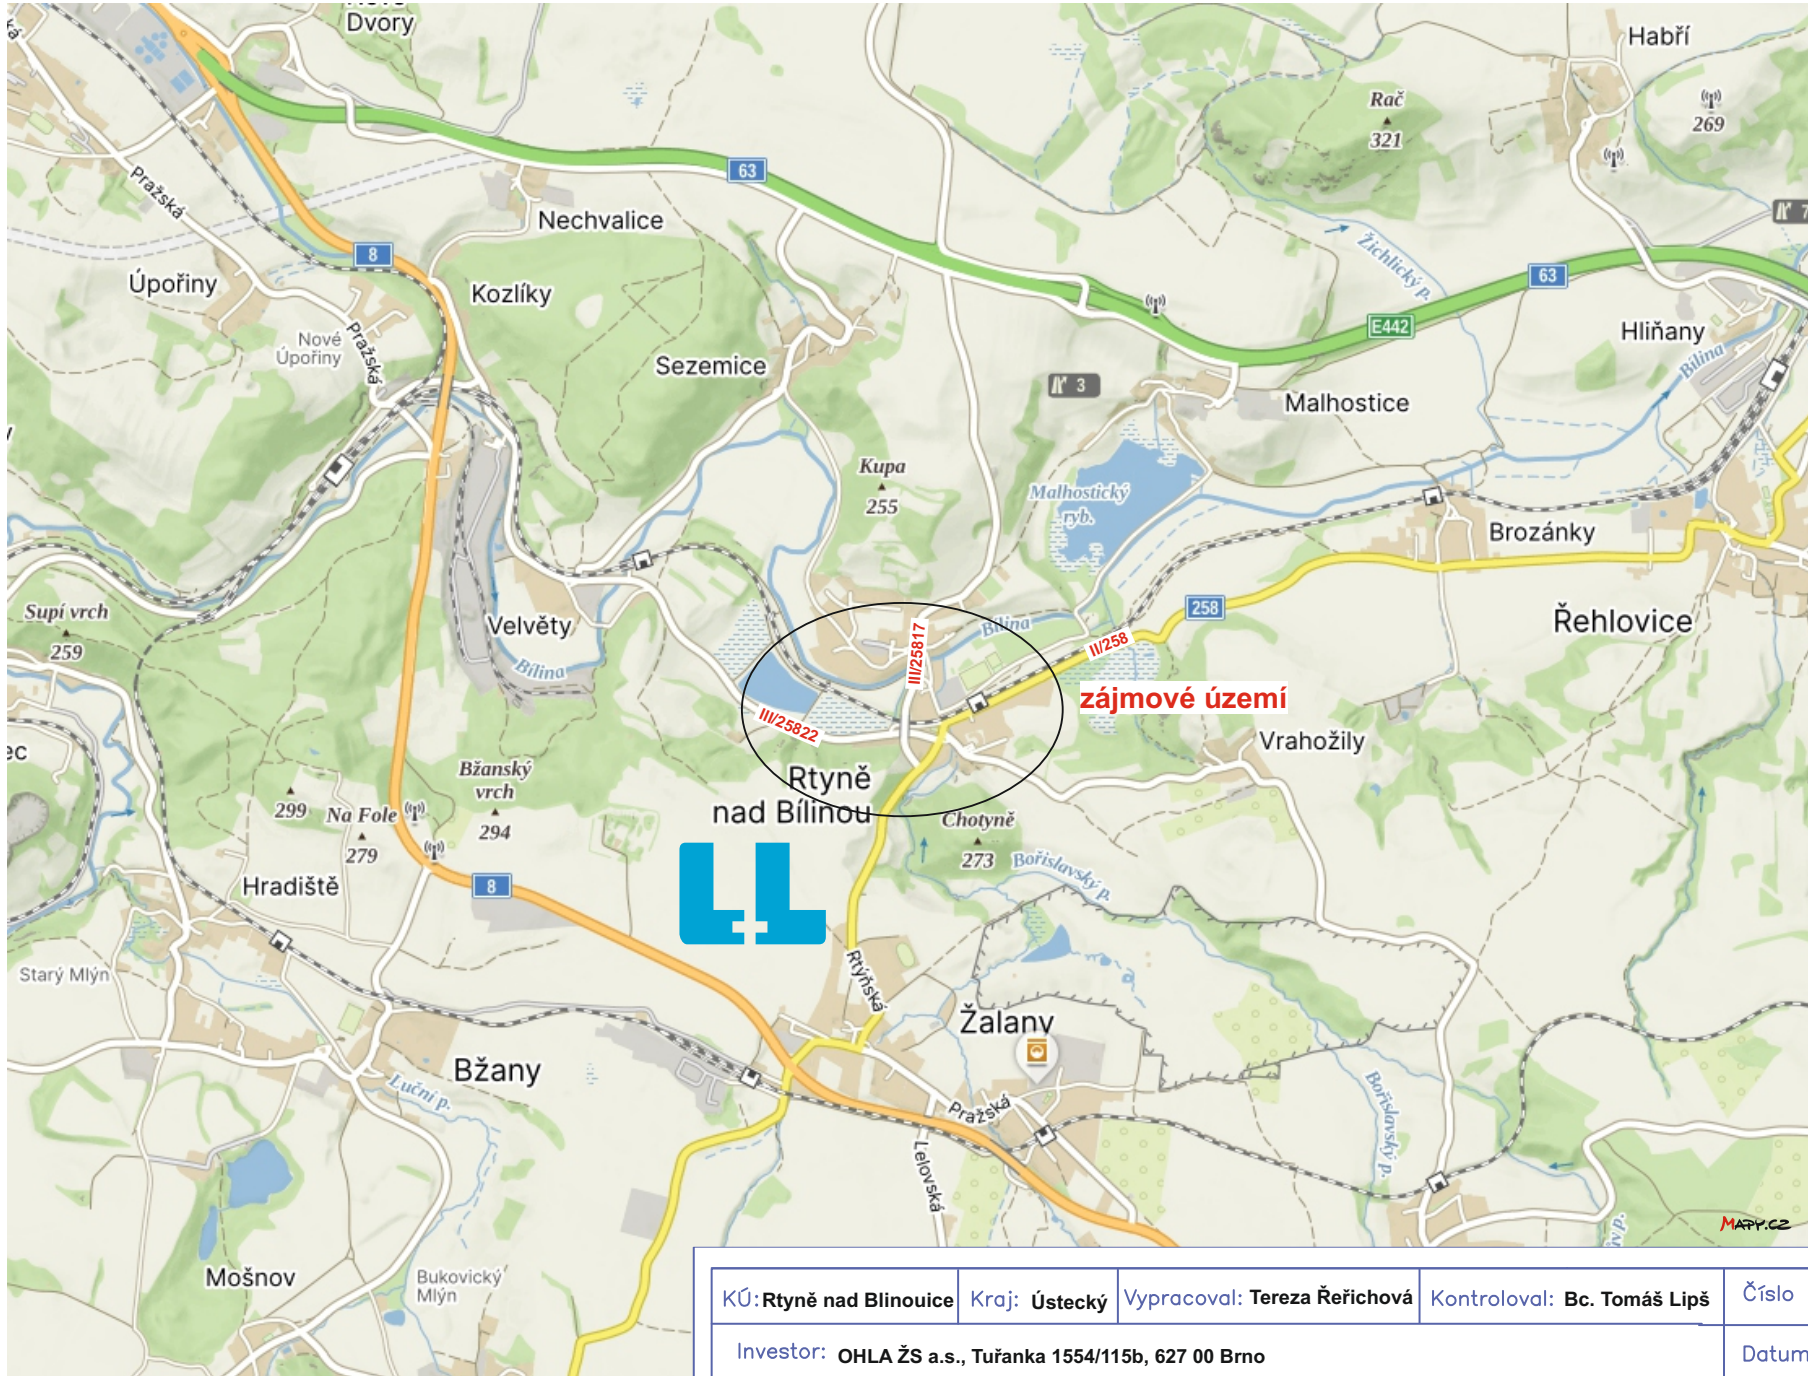 Dvory
Habří
Rač
321
269
63
Pražská
Nechvalice
8
Úpořiny
Kozlíky
Žichlický p.
63
7
E442
Nové
Úpořiny
Pražská
Hliňany
Bílina
Sezemice
3
Malhostice
Kupa
255
Malhostický
ryb.
Brozánky
Supí vrch
259
Velvěty
Bílina
III/25817
Bílina
258
II/258
Řehlovice
zájmové území
III/25822
Vrahožily
ec
Bžanský
vrch
294
299
Na Fole
279
Rtyně
nad Bílinou
Chotyně
273
Bořislavský p.
Hradiště
8
L+L
Starý Mlýn
Rtyňská
Žalany
Bžany
Luční p.
Pražská
Bořislavský p.
Lelovská
Mošnov
Bukovický
Mlýn
MAPY.CZ
KÚ: Rtyně nad Blinouice Kraj: Ústecký Vypracoval: Tereza Řeřichová Kontroloval: Bc. Tomáš Lipš Číslo
Investor: OHLA ŽS a.s., Tuřanka 1554/115b, 627 00 Brno Datum